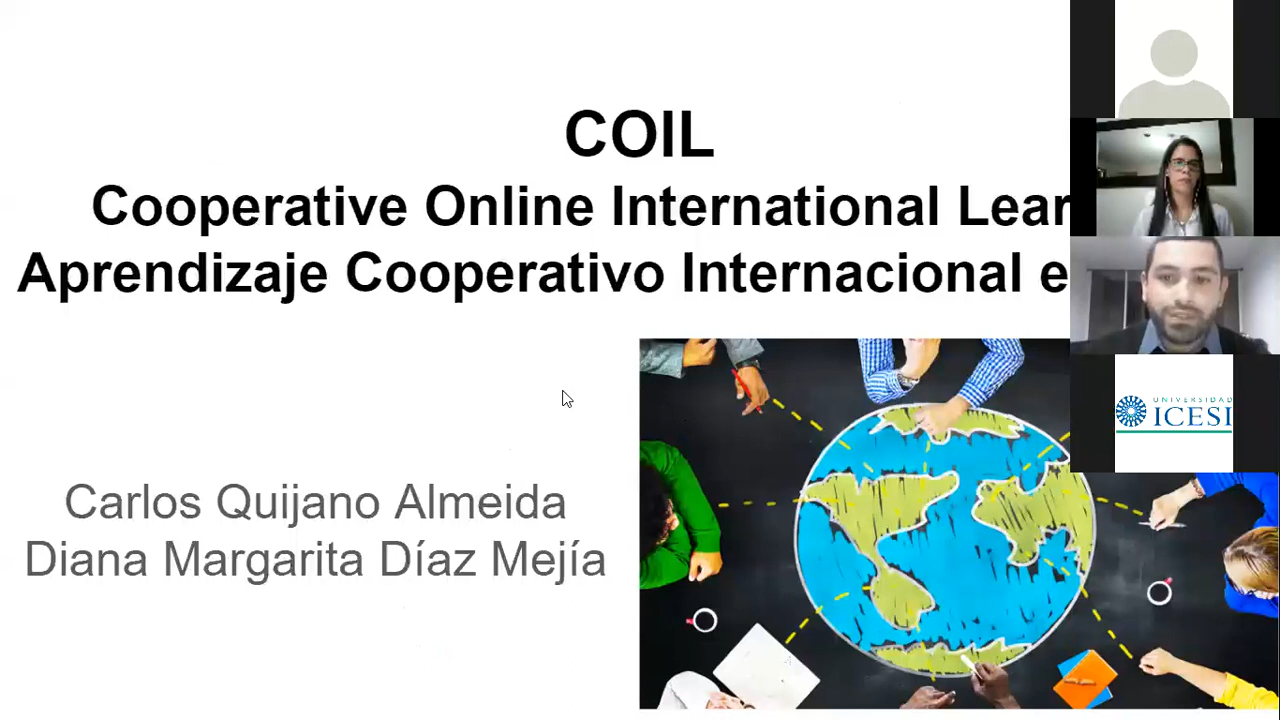 COIL
Cooperative Online International Lear
Aprendizaje Cooperativo Internacional e
Carlos Quijano Almeida
Diana Margarita Díaz Mejía
UNIVERSIDAD
ICESI